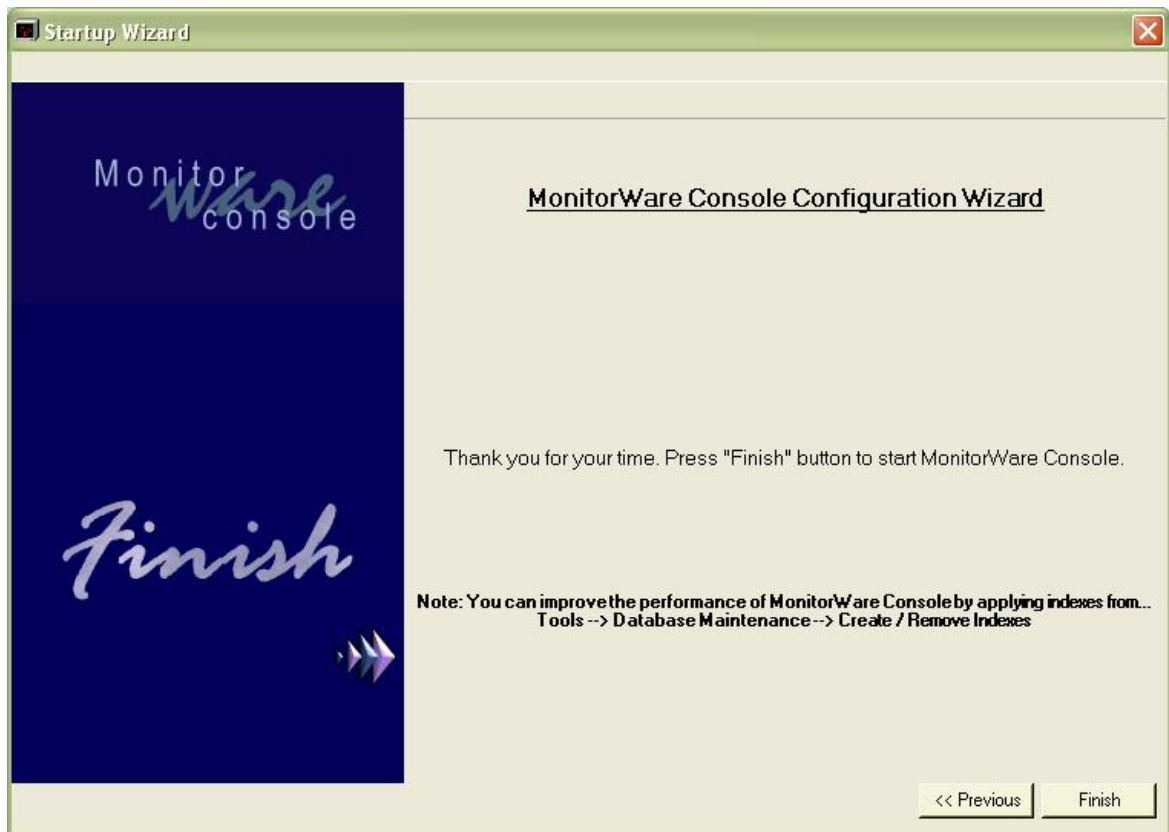 Startup Wizard
Monitor
ware
console
MonitorWare Console Configuration Wizard
Thank you for your time. Press "Finish" button to start MonitorWare Console.
Finish
Note: You can improve the performance of MonitorWare Console by applying indexes from...
Tools --> Database Maintenance --> Create / Remove Indexes
<< Previous
Finish